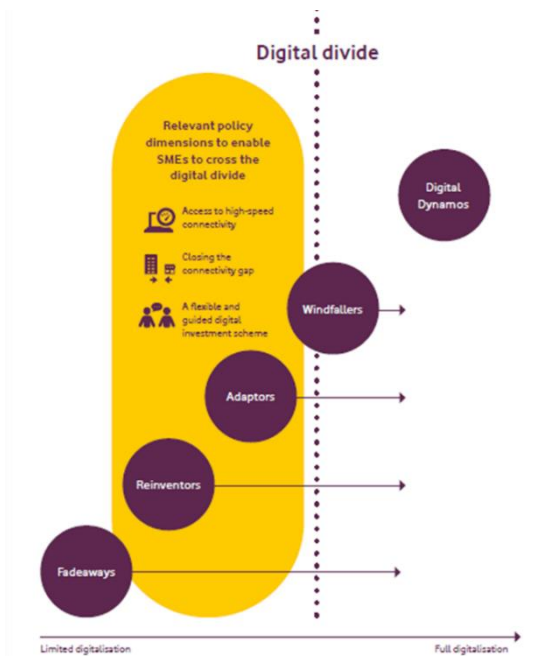 Digital divide
Relevant policy
dimensions to enable
SMEs to cross the
digital divide
Access to high-speed
connectivity
Closing the
connectivity gap
A flexible and
guided digital
investment scheme
Digital
Dynamos
Windfallers
Adaptors
Reinventors
Fadeaways
Limited digitalisation
Full digitalisation